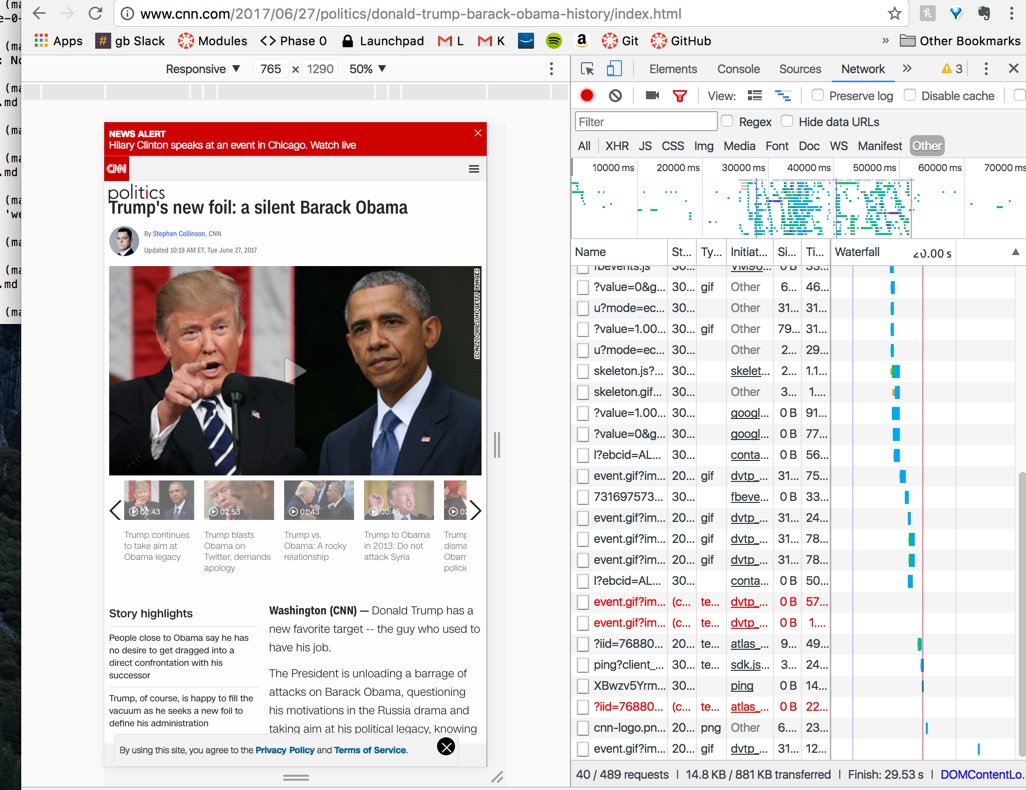 www.cnn.com/2017/06/27/politics/donald-trump-barack-obama-history/index.html
Apps gb Slack Modules <> Phase 0 Launchpad L K Git GitHub » Other Bookmarks
Responsive ▼ 765 × 1290 50% ▼
Elements Console Sources Network » 3
View: Preserve log Disable cache
Filter Regex Hide data URLs
All XHR JS CSS Img Media Font Doc WS Manifest Other
10000 ms 20000 ms 30000 ms 40000 ms 50000 ms 60000 ms 70000 ms
NEWS ALERT
Hilary Clinton speaks at an event in Chicago. Watch live
CNN
politics
Trump's new foil: a silent Barack Obama
By Stephen Collinson, CNN
Updated 10:19 AM ET, Tue June 27, 2017
02:43 02:53 01:43 00:46
Trump continues
to take aim at
Obama legacy
Trump blasts
Obama on
Twitter, demands
apology
Trump vs.
Obama: A rocky
relationship
Trump to Obama
in 2013: Do not
attack Syria
Story highlights
People close to Obama say he has
no desire to get dragged into a
direct confrontation with his
successor
Trump, of course, is happy to fill the
vacuum as he seeks a new foil to
define his administration
Washington (CNN) — Donald Trump has a
new favorite target -- the guy who used to
have his job.
The President is unloading a barrage of
attacks on Barack Obama, questioning
his motivations in the Russia drama and
taking aim at his political legacy, knowing
By using this site, you agree to the Privacy Policy and Terms of Service.
Name St... Ty... Initiat... Si... Ti... Waterfall 20.00 s
fbevents.js VM90... 0 B 33...
?value=0&g... 30... gif Other 6... 46...
u?mode=ec... 30... Other 31... 31...
?value=1.00... 30... gif Other 79... 31...
u?mode=ec... 30... Other 2... 29...
skeleton.js?... 30... skelet... 2... 1.1...
skeleton.gif... 30... Other 3... 1....
?value=1.00... 30... googl... 0 B 91...
?value=0&g... 30... googl... 0 B 77...
l?ebcid=AL... 30... conta... 0 B 56...
event.gif?im... 20... gif dvtp_... 31... 75...
731697573... 30... fbeve... 0 B 33...
event.gif?im... 20... gif dvtp_... 31... 24...
event.gif?im... 20... gif dvtp_... 31... 78...
event.gif?im... 20... gif dvtp_... 31... 78...
l?ebcid=AL... 30... conta... 0 B 50...
event.gif?im... (c... te... dvtp_... 0 B 57...
event.gif?im... (c... te... dvtp_... 0 B 1....
?iid=76880... 20... te... atlas_... 9... 49...
ping?client_... 30... te... sdk.js... 3... 24...
XBwzv5Yrm... 30... ping 0 B 14...
?iid=76880... (c... te... atlas_... 0 B 22...
cnn-logo.pn... 20... png Other 6.... 23...
event.gif?im... 20... gif dvtp_... 31... 12...
40 / 489 requests | 14.8 KB / 881 KB transferred | Finish: 29.53 s | DOMContentLo...